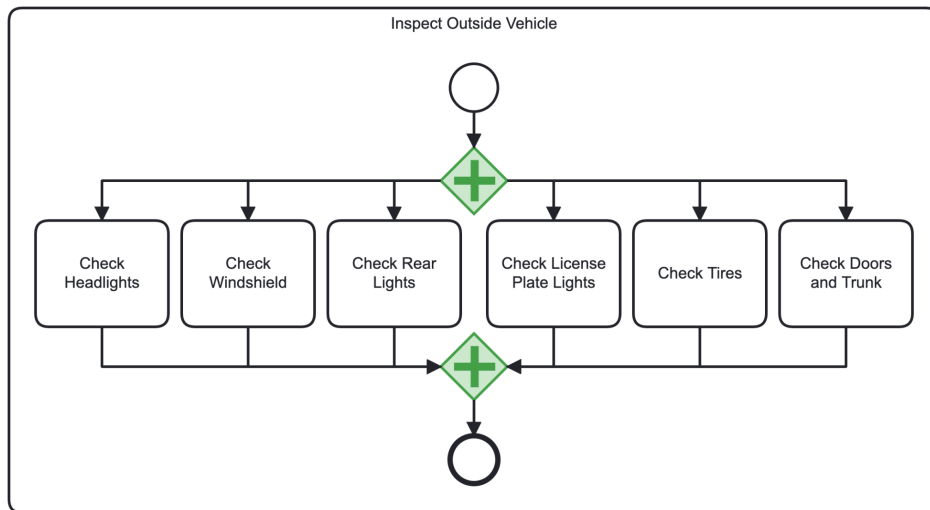 Inspect Outside Vehicle
Check
Headlights
Check
Windshield
Check Rear
Lights
Check License
Plate Lights
Check Tires
Check Doors
and Trunk